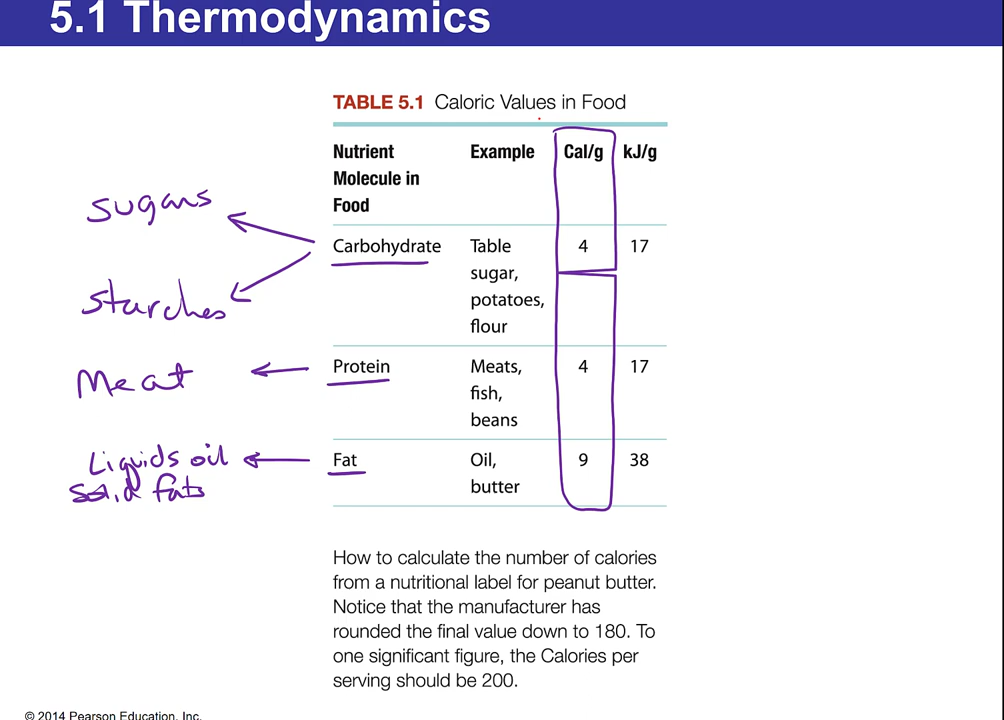 5.1 Thermodynamics
TABLE 5.1 Caloric Values in Food
Nutrient Molecule in Food
Example
Cal/g
kJ/g
sugars
starches
Carbohydrate
Table sugar, potatoes, flour
4
17
Meat
Protein
Meats, fish, beans
4
17
Liquids oil
solid fats
Fat
Oil, butter
9
38
How to calculate the number of calories
from a nutritional label for peanut butter.
Notice that the manufacturer has
rounded the final value down to 180. To
one significant figure, the Calories per
serving should be 200.
© 2014 Pearson Education, Inc.